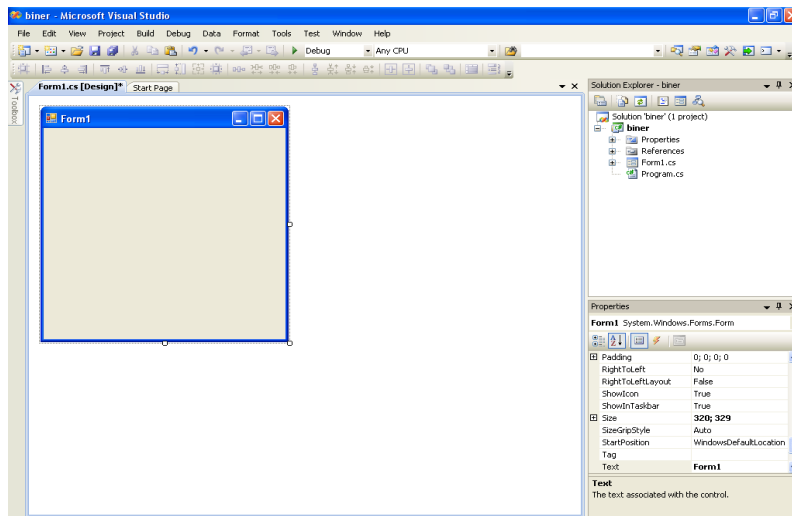 biner - Microsoft Visual Studio
File Edit View Project Build Debug Data Format Tools Test Window Help
Debug Any CPU
Form1.cs [Design]* Start Page
Toolbox
Form1
Solution Explorer - biner
Solution 'biner' (1 project)
biner
Properties
References
Form1.cs
Program.cs
Properties
Form1 System.Windows.Forms.Form
Padding 0; 0; 0; 0
RightToLeft No
RightToLeftLayout False
ShowIcon True
ShowInTaskbar True
Size 320; 329
SizeGripStyle Auto
StartPosition WindowsDefaultLocation
Tag
Text Form1
Text
The text associated with the control.